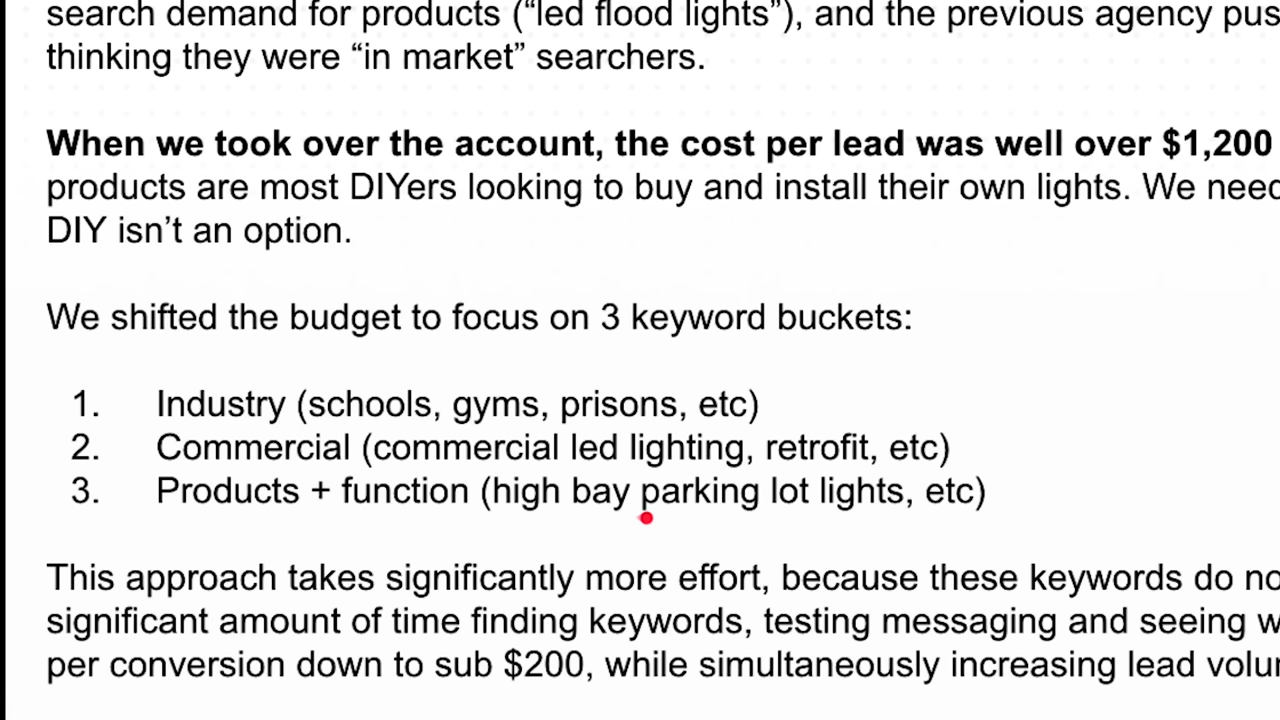 search demand for products (“led flood lights”), and the previous agency pus
thinking they were “in market” searchers.
When we took over the account, the cost per lead was well over $1,200
products are most DIYers looking to buy and install their own lights. We need
DIY isn’t an option.
We shifted the budget to focus on 3 keyword buckets:
1. Industry (schools, gyms, prisons, etc)
2. Commercial (commercial led lighting, retrofit, etc)
3. Products + function (high bay parking lot lights, etc)
This approach takes significantly more effort, because these keywords do no
significant amount of time finding keywords, testing messaging and seeing w
per conversion down to sub $200, while simultaneously increasing lead volu